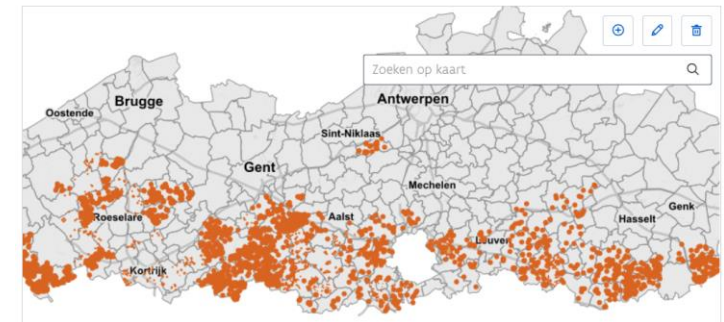 Zoeken op kaart
Brugge
Antwerpen
Oostende
Sint-Niklaas
Gent
Mechelen
Genk
Roeselare
Aalst
Hasselt
Leuven
Kortrijk